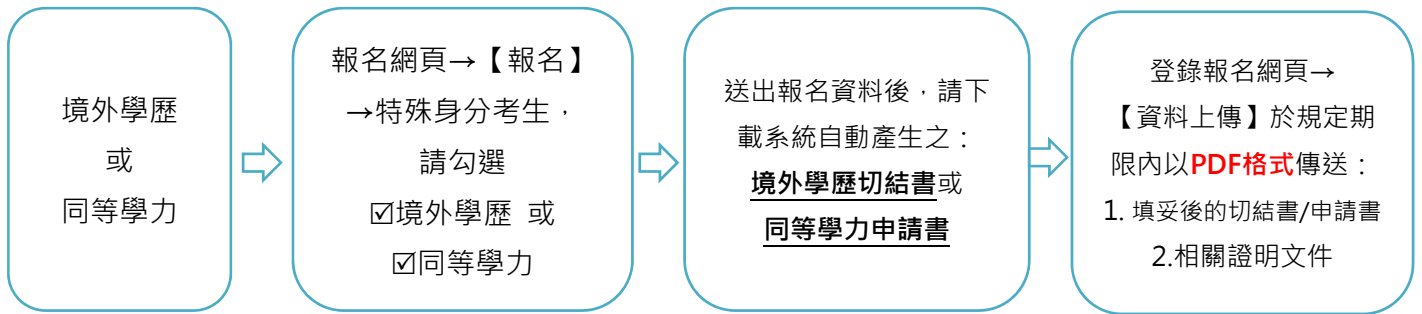 境外學歷
或
同等學力
報名網頁→【報名】
→特殊身分考生，
請勾選
☑境外學歷 或
☑同等學力
送出報名資料後，請下
載系統自動產生之：
境外學歷切結書或
同等學力申請書
登錄報名網頁→
【資料上傳】於規定期
限內以PDF格式傳送：
1. 填妥後的切結書/申請書
2.相關證明文件